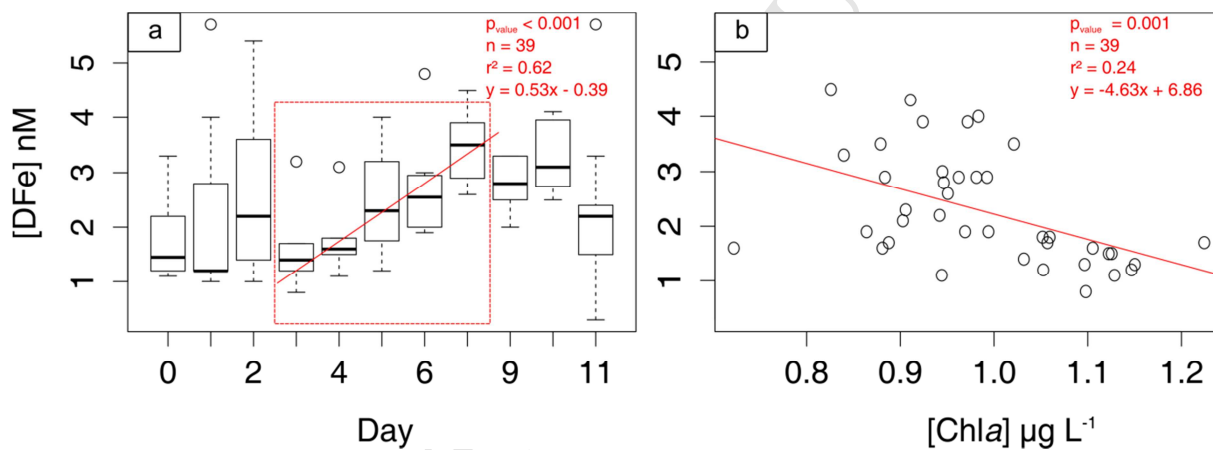 a
p_value < 0.001
n = 39
r² = 0.62
y = 0.53x - 0.39
[DFe] nM
5
4
3
2
1
0 2 4 6 9 11
Day
b
p_value = 0.001
n = 39
r² = 0.24
y = -4.63x + 6.86
5
4
3
2
1
0.8 0.9 1.0 1.1 1.2
[Chla] µg L⁻¹